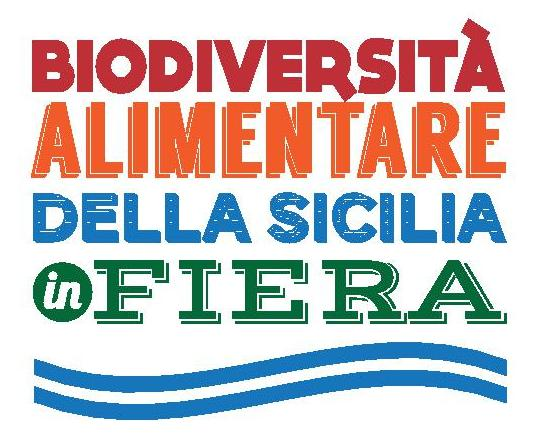 BIODIVERSITÀ
ALIMENTARE
DELLA SICILIA
in FIERA